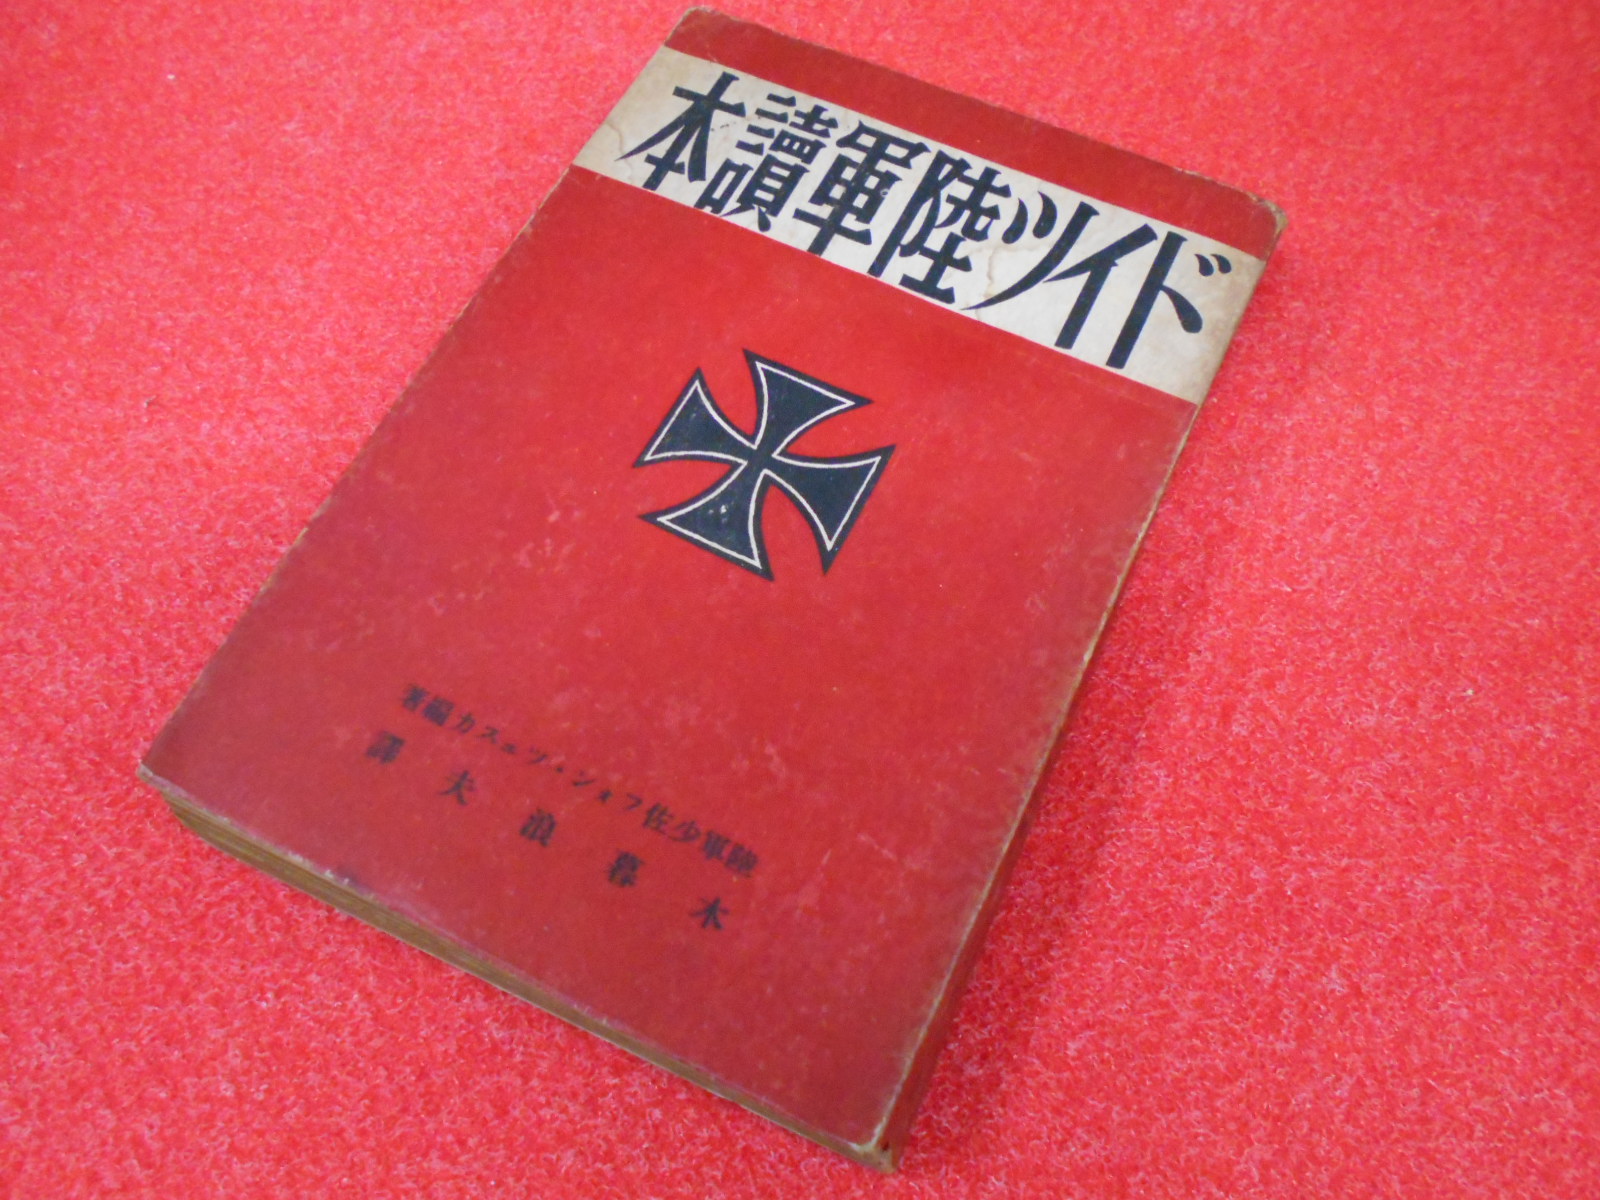 ドイツ陸軍讀本
陸軍少佐フォン・ツェスカ編著
木暮浪夫譯